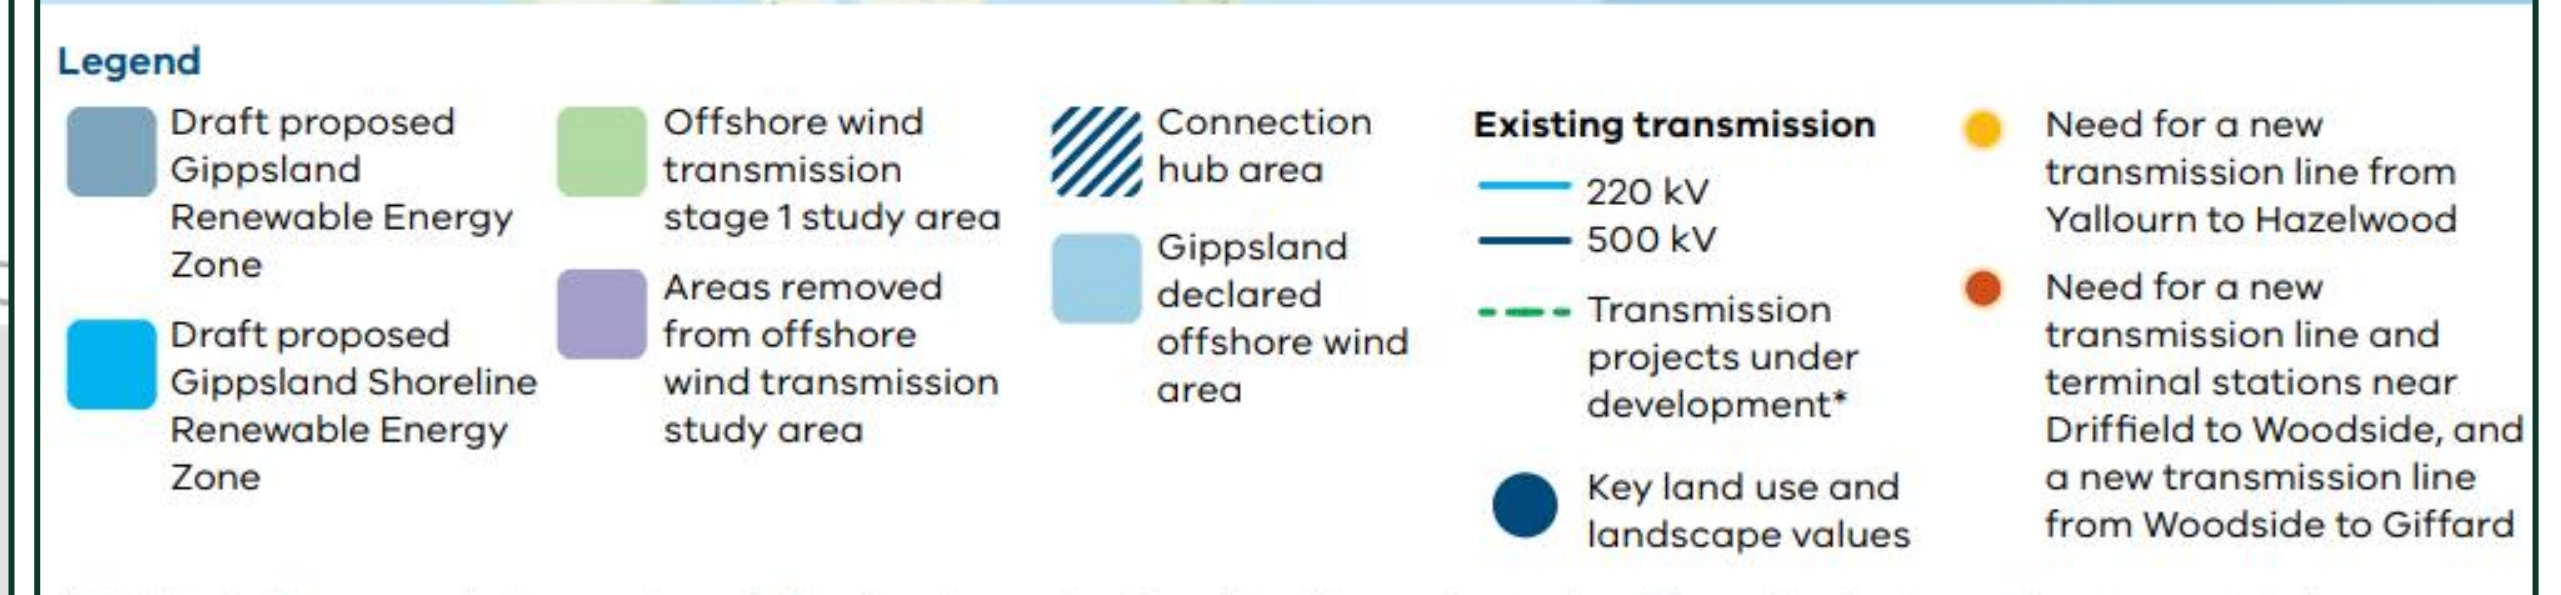 Legend
Draft proposed
Gippsland
Renewable Energy
Zone
Draft proposed
Gippsland Shoreline
Renewable Energy
Zone
Offshore wind
transmission
stage 1 study area
Areas removed
from offshore
wind transmission
study area
Connection
hub area
Gippsland
declared
offshore wind
area
Existing transmission
220 kV
500 kV
Transmission
projects under
development*
Key land use and
landscape values
Need for a new
transmission line from
Yallourn to Hazelwood
Need for a new
transmission line and
terminal stations near
Driffield to Woodside, and
a new transmission line
from Woodside to Giffard